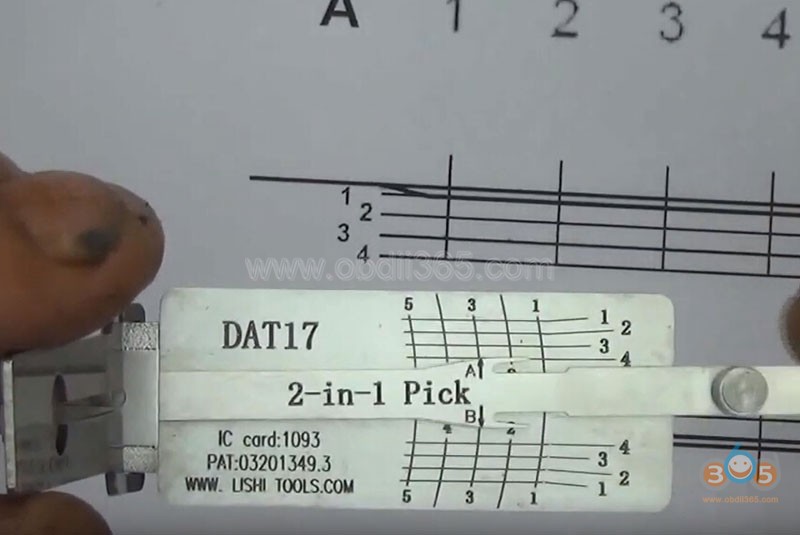 A 1 2 3 4
1
2
3
4
www.obdii365.com
5 3 1
1
2
3
4
DAT17
A
2-in-1 Pick
B
4 2
IC card:1093
PAT:03201349.3
WWW. LISHI TOOLS.COM
4
3
2
1
5 3 1
365
www.obdii365.com